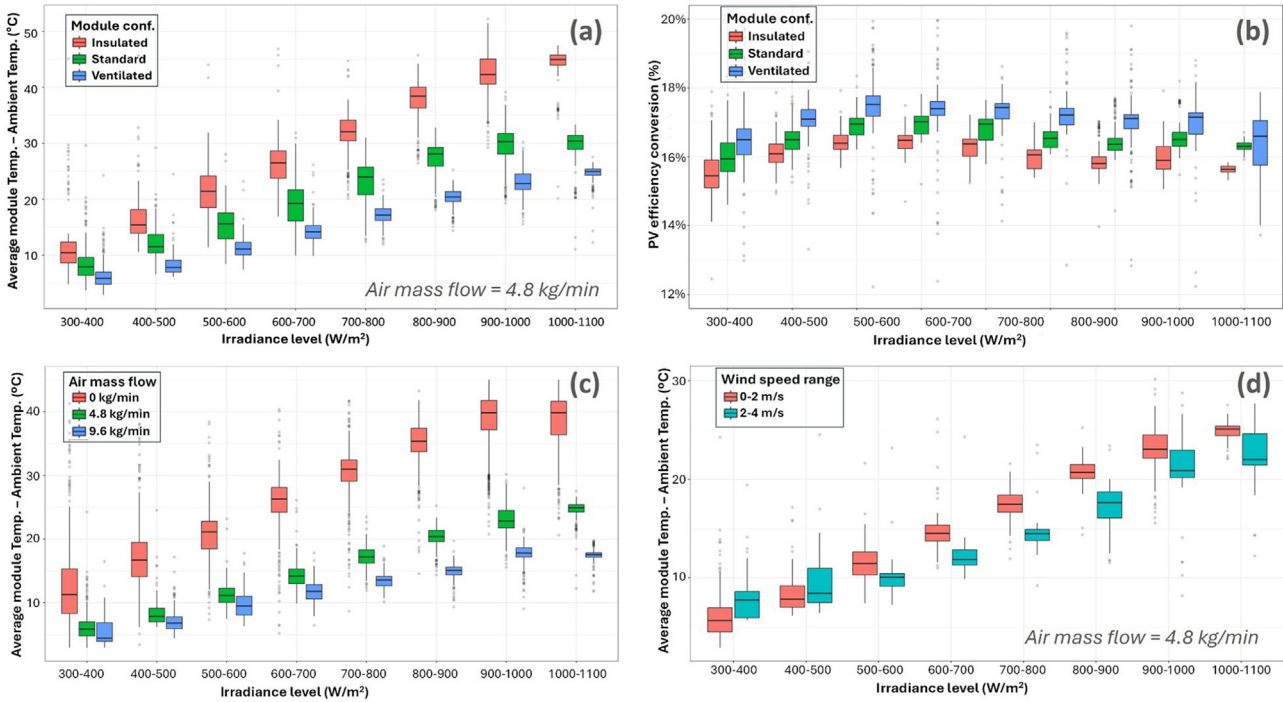 (a)
Module conf.
Insulated
Standard
Ventilated
Average module Temp. – Ambient Temp. (ºC)
50
40
30
20
10
Air mass flow = 4.8 kg/min
300-400 400-500 500-600 600-700 700-800 800-900 900-1000 1000-1100
Irradiance level (W/m²)
(b)
Module conf.
Insulated
Standard
Ventilated
PV efficiency conversion (%)
20%
18%
16%
14%
12%
300-400 400-500 500-600 600-700 700-800 800-900 900-1000 1000-1100
Irradiance level (W/m²)
(c)
Air mass flow
0 kg/min
4.8 kg/min
9.6 kg/min
Average module Temp. – Ambient Temp. (ºC)
40
30
20
10
300-400 400-500 500-600 600-700 700-800 800-900 900-1000 1000-1100
Irradiance level (W/m²)
(d)
Wind speed range
0-2 m/s
2-4 m/s
Average module Temp. – Ambient Temp. (ºC)
30
20
10
Air mass flow = 4.8 kg/min
300-400 400-500 500-600 600-700 700-800 800-900 900-1000 1000-1100
Irradiance level (W/m²)